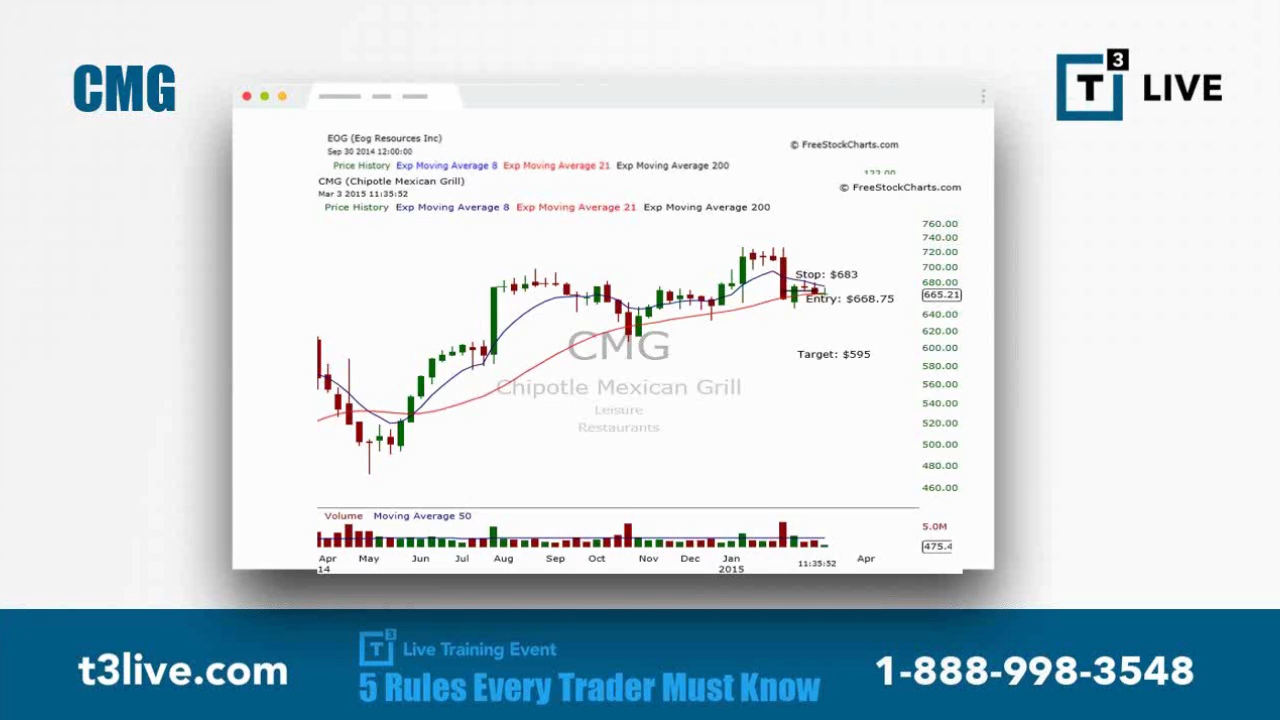 CMG
T3 LIVE
EOG (Eog Resources Inc)
Sep 30 2014 12:00:00
© FreeStockCharts.com
Price History Exp Moving Average 8 Exp Moving Average 21 Exp Moving Average 200
CMG (Chipotle Mexican Grill)
© FreeStockCharts.com
Mar 3 2015 11:35:52
Price History Exp Moving Average 8 Exp Moving Average 21 Exp Moving Average 200
760.00
740.00
720.00
700.00
Stop: $683
680.00
665.21
Entry: $668.75
640.00
620.00
600.00
Target: $595
580.00
560.00
540.00
520.00
500.00
480.00
460.00
CMG
Chipotle Mexican Grill
Leisure
Restaurants
Volume Moving Average 50
5.0M
475.4
Apr May Jun Jul Aug Sep Oct Nov Dec Jan 11:35:52 Apr
14 2015
T3 Live Training Event
t3live.com
5 Rules Every Trader Must Know
1-888-998-3548